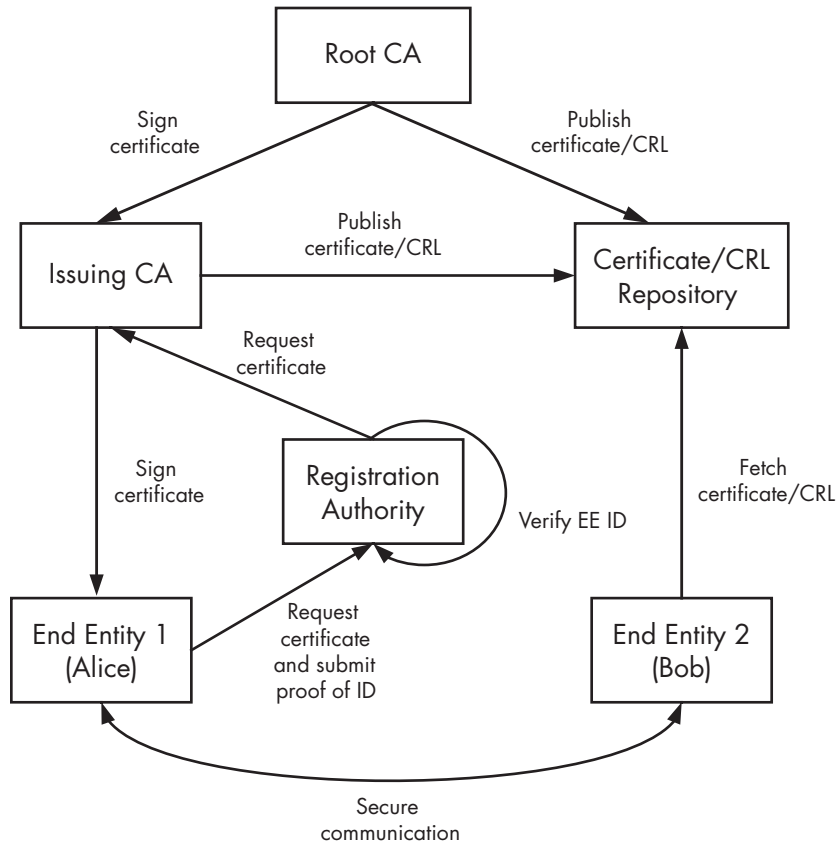 Root CA
Sign
certificate
Publish
certificate/CRL
Issuing CA
Publish
certificate/CRL
Certificate/CRL
Repository
Request
certificate
Sign
certificate
Registration
Authority
Verify EE ID
Fetch
certificate/CRL
End Entity 1
(Alice)
Request
certificate
and submit
proof of ID
End Entity 2
(Bob)
Secure
communication